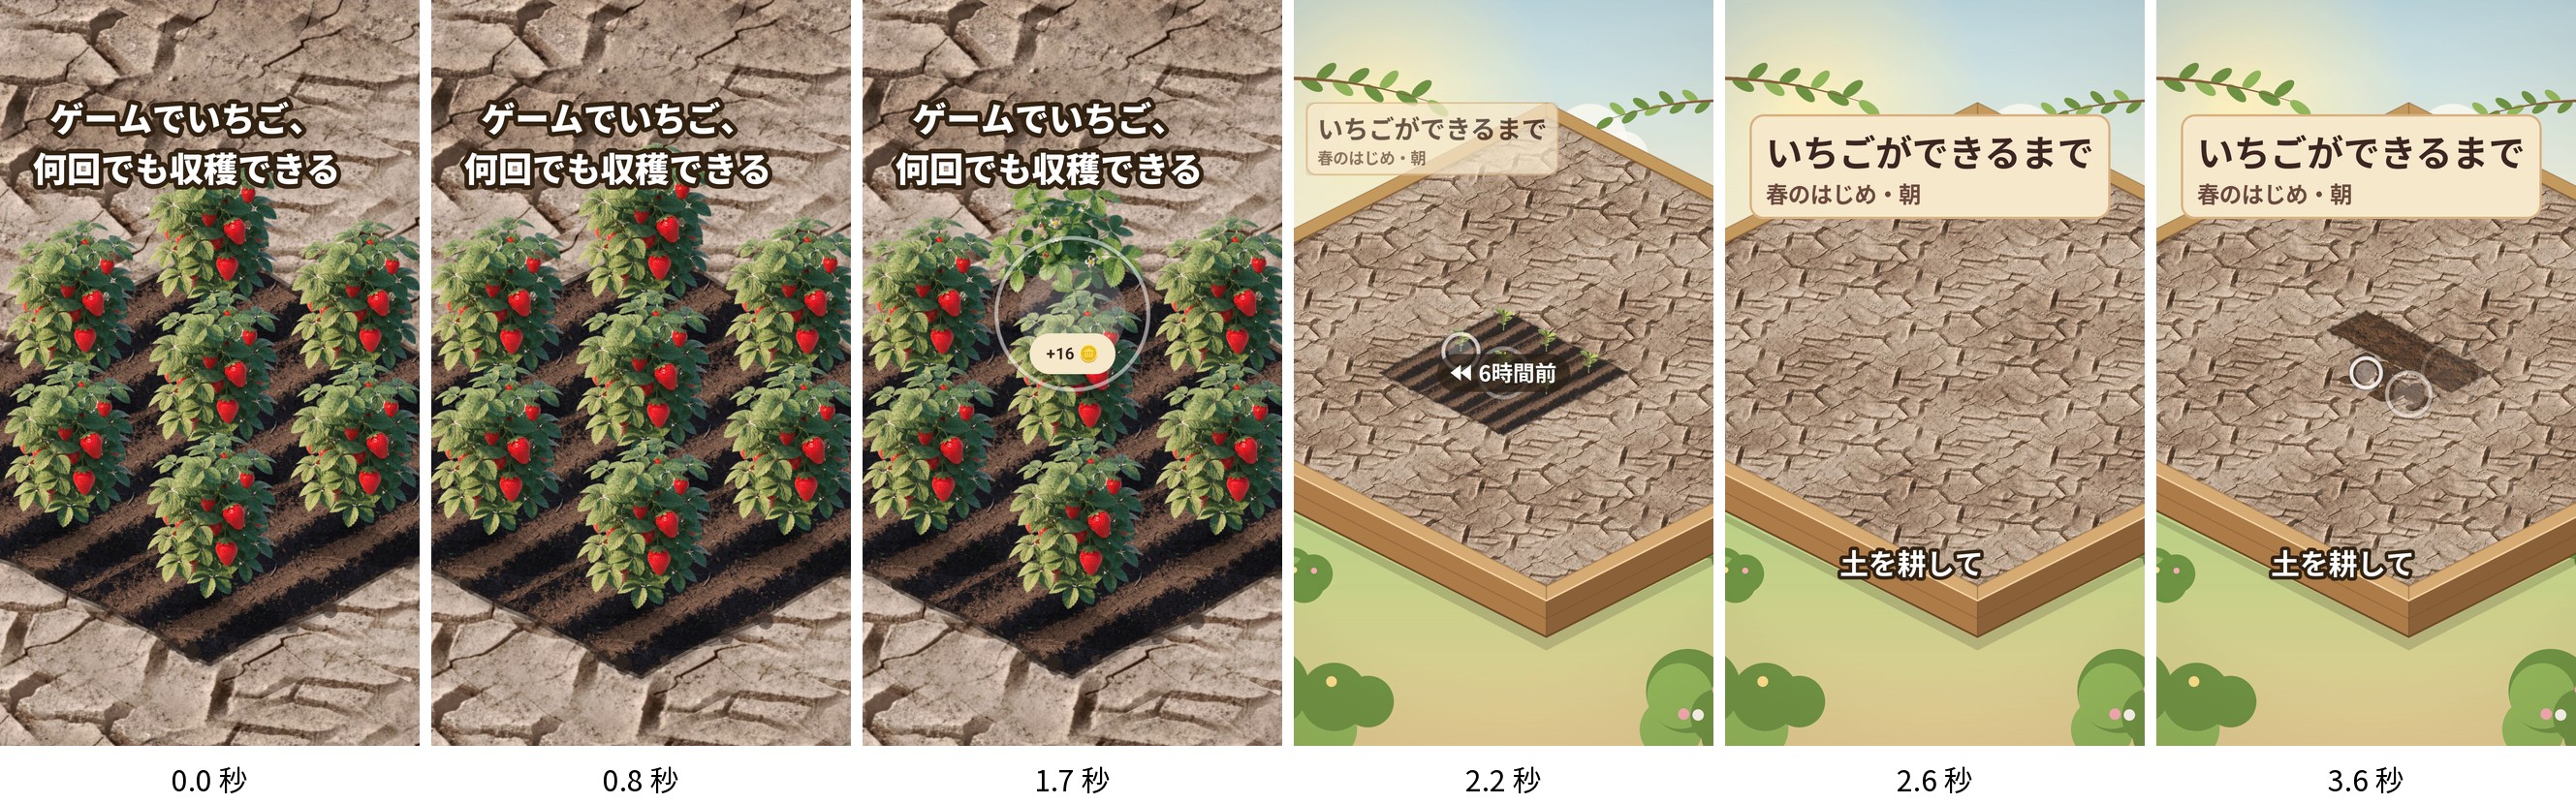 ゲームでいちご、
何回でも収穫できる
0.0 秒
ゲームでいちご、
何回でも収穫できる
0.8 秒
ゲームでいちご、
何回でも収穫できる
+16
1.7 秒
いちごができるまで
春のはじめ・朝
6時間前
2.2 秒
いちごができるまで
春のはじめ・朝
土を耕して
2.6 秒
いちごができるまで
春のはじめ・朝
土を耕して
3.6 秒